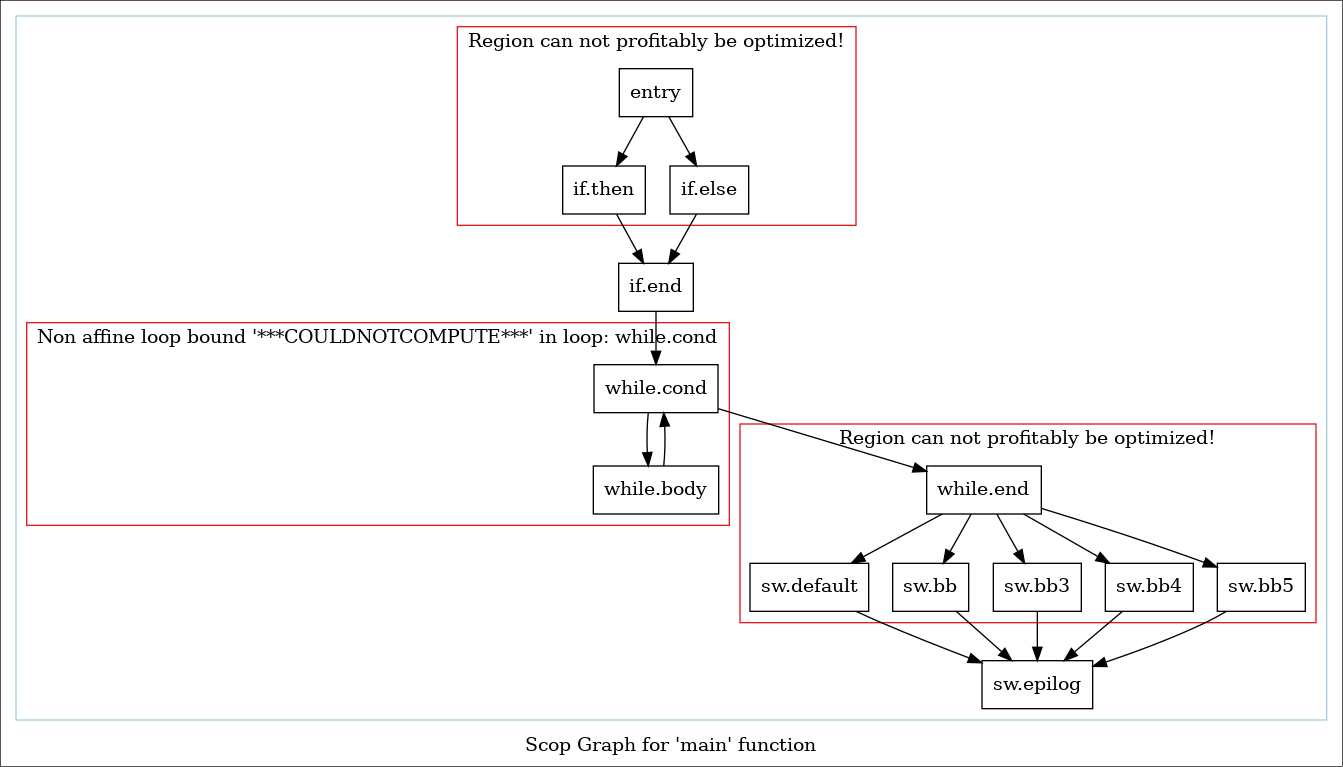 Region can not profitably be optimized!
entry
if.then
if.else
if.end
Non affine loop bound '***COULDNOTCOMPUTE***' in loop: while.cond
while.cond
while.body
Region can not profitably be optimized!
while.end
sw.default
sw.bb
sw.bb3
sw.bb4
sw.bb5
sw.epilog
Scop Graph for 'main' function